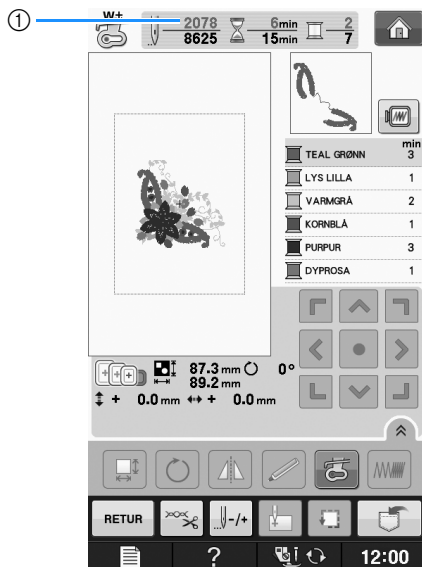 ① W+ 2078 6min 2
8625 15min 7
min
TEAL GRØNN 3
LYS LILLA 1
VARMGRÅ 2
KORNBLÅ 1
PURPUR 3
DYPROSA 1
87.3 mm 0°
89.2 mm
+ 0.0 mm + 0.0 mm
RETUR -/+
? 12:00